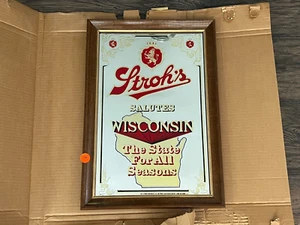 Stroh's
SALUTES
WISCONSIN
The State
For All
Seasons